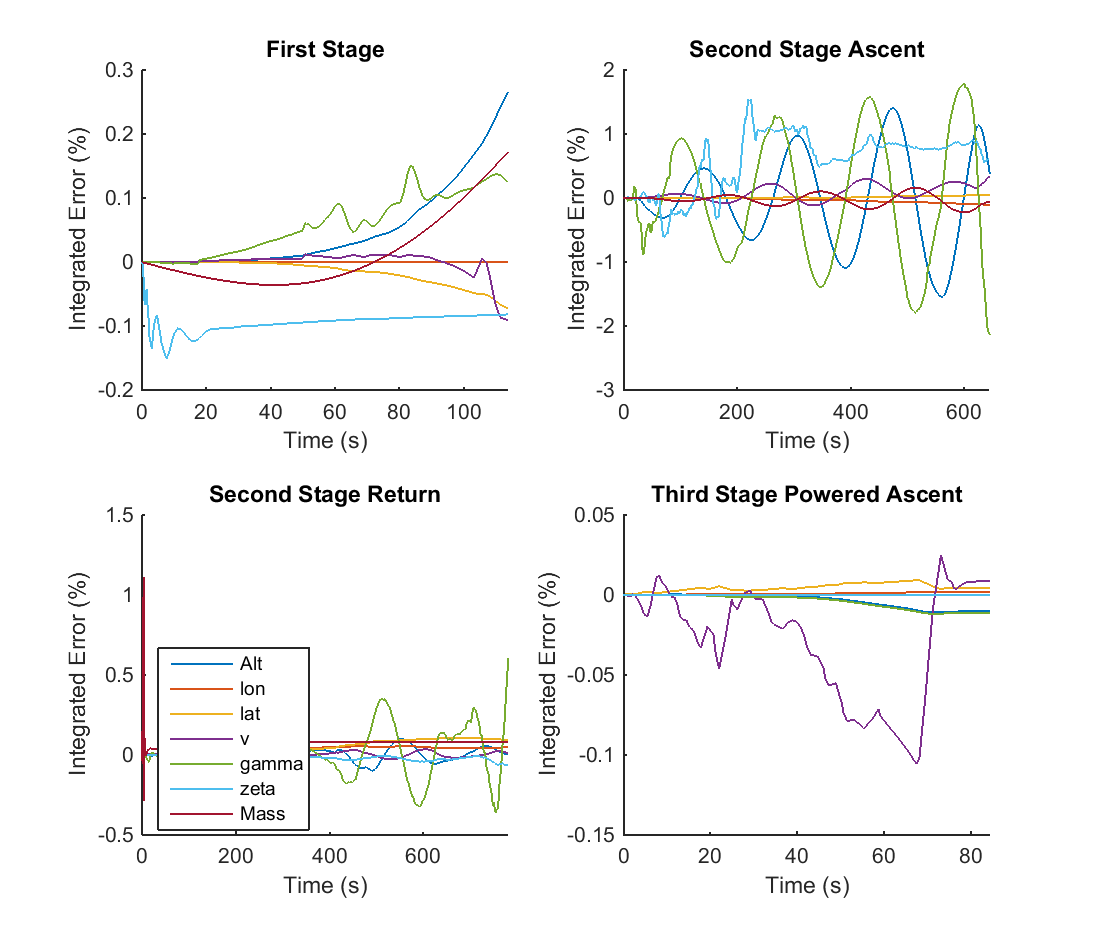 First Stage
0.3
0.2
0.1
0
-0.1
-0.2
Integrated Error (%)
0 20 40 60 80 100
Time (s)
Second Stage Ascent
2
1
0
-1
-2
-3
Integrated Error (%)
0 200 400 600
Time (s)
Second Stage Return
1.5
1
0.5
0
-0.5
Integrated Error (%)
Alt
lon
lat
v
gamma
zeta
Mass
0 200 400 600
Time (s)
Third Stage Powered Ascent
0.05
0
-0.05
-0.1
-0.15
Integrated Error (%)
0 20 40 60 80
Time (s)